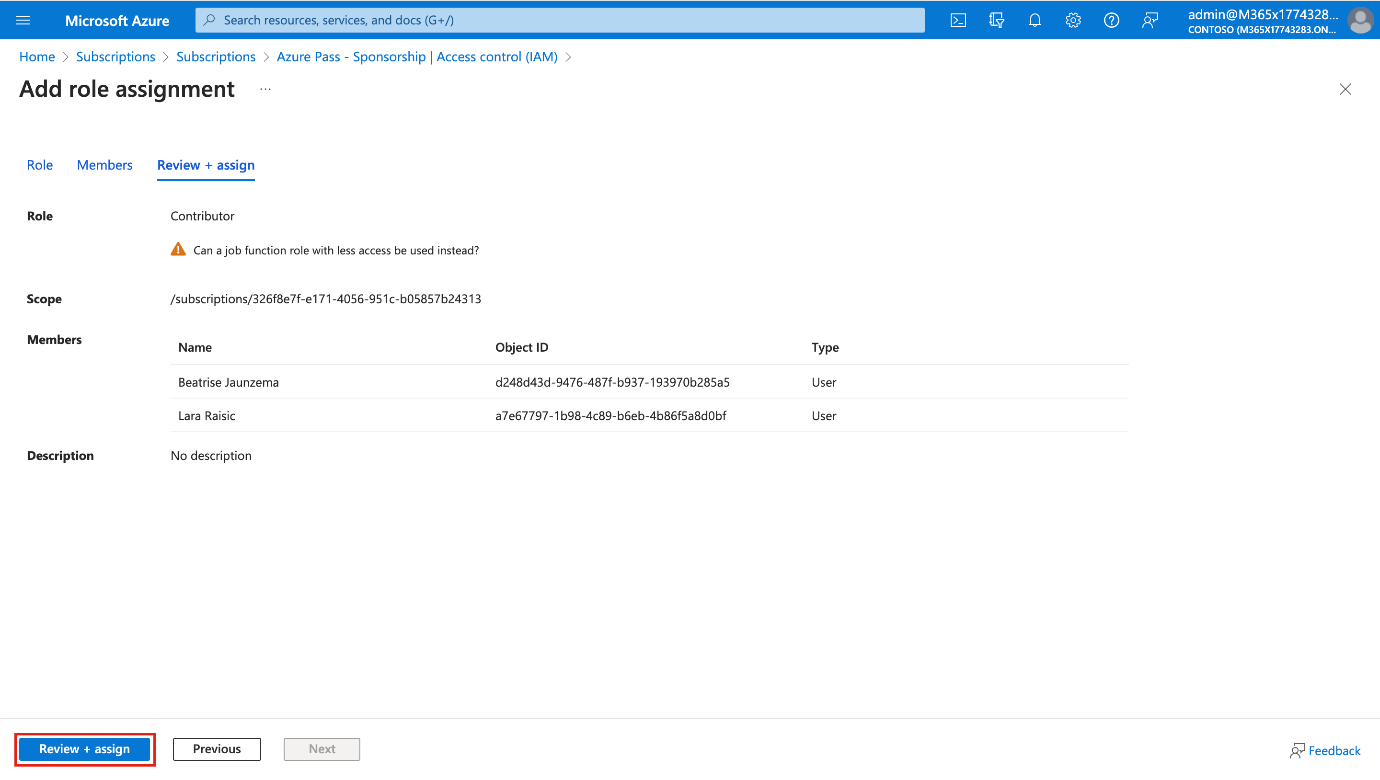 Microsoft Azure
Search resources, services, and docs (G+/)
admin@M365x1774328...
CONTOSO (M365X17743283.ON...
Home > Subscriptions > Subscriptions > Azure Pass - Sponsorship | Access control (IAM) >
Add role assignment ...
Role Members Review + assign
Role Contributor
Can a job function role with less access be used instead?
Scope /subscriptions/326f8e7f-e171-4056-951c-b05857b24313
Members
Name Object ID Type
Beatrise Jaunzema d248d43d-9476-487f-b937-193970b285a5 User
Lara Raisic a7e67797-1b98-4c89-b6eb-4b86f5a8d0bf User
Description No description
Review + assign Previous Next
Feedback